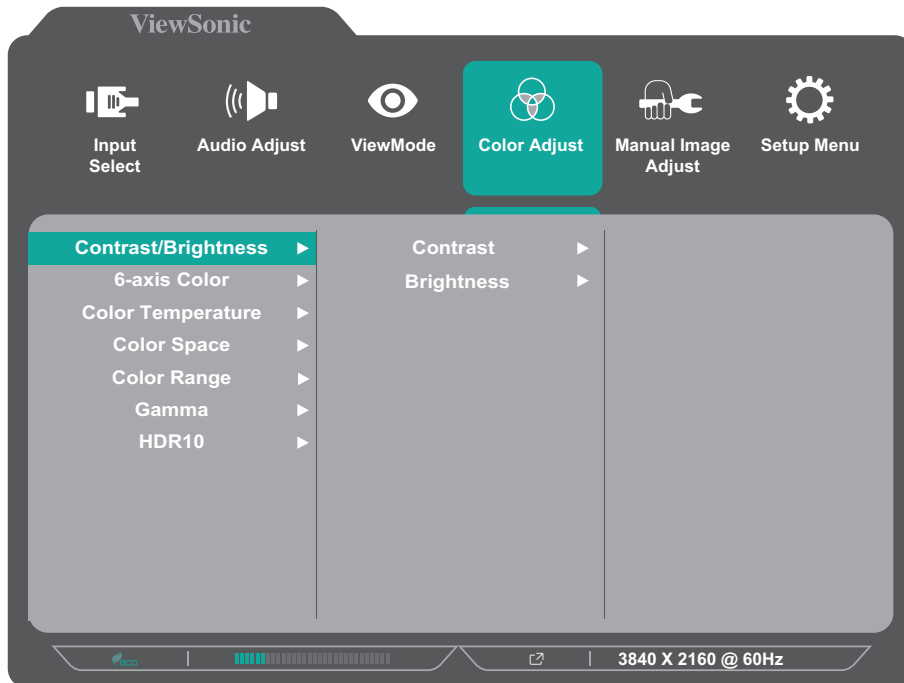 ViewSonic
Input
Select
Audio Adjust
ViewMode
Color Adjust
Manual Image
Adjust
Setup Menu
Contrast/Brightness
6-axis Color
Color Temperature
Color Space
Color Range
Gamma
HDR10
Contrast
Brightness
eco
3840 X 2160 @ 60Hz